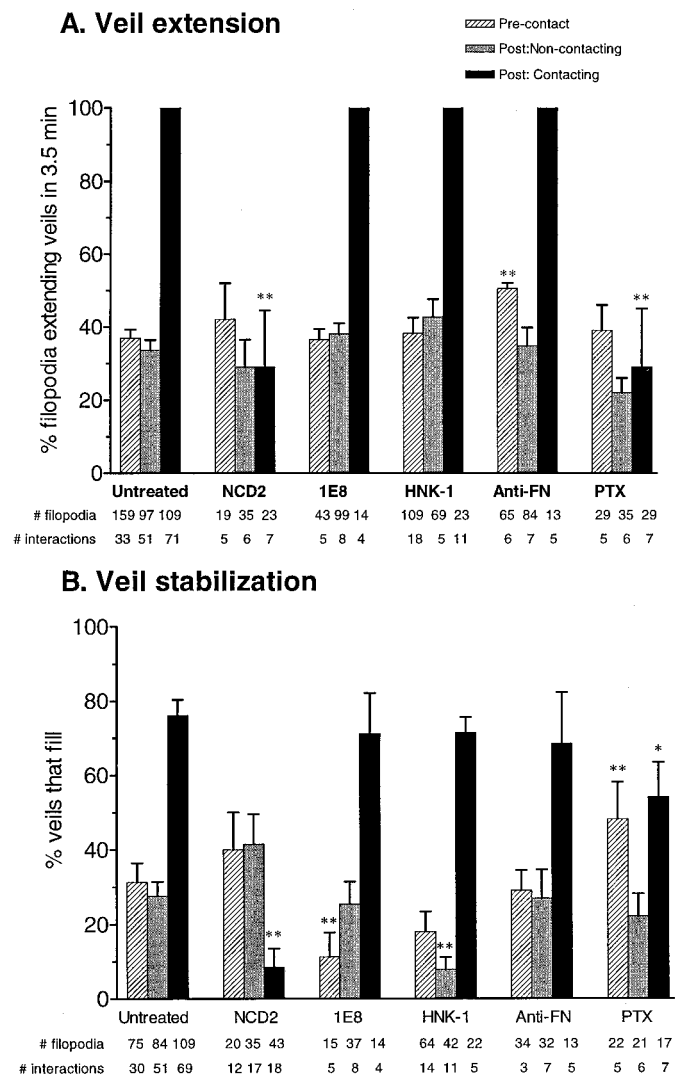 A. Veil extension
Pre-contact
Post:Non-contacting
Post: Contacting
% filopodia extending veils in 3.5 min
100
80
60
40
20
0
**
**
**
Untreated NCD2 1E8 HNK-1 Anti-FN PTX
# filopodia 159 97 109 19 35 23 43 99 14 109 69 23 65 84 13 29 35 29
# interactions 33 51 71 5 6 7 5 8 4 18 5 11 6 7 5 5 6 7
B. Veil stabilization
% veils that fill
100
80
60
40
20
0
**
**
**
**
*
Untreated NCD2 1E8 HNK-1 Anti-FN PTX
# filopodia 75 84 109 20 35 43 15 37 14 64 42 22 34 32 13 22 21 17
# interactions 30 51 69 12 17 18 5 8 4 14 11 5 3 7 5 5 6 7